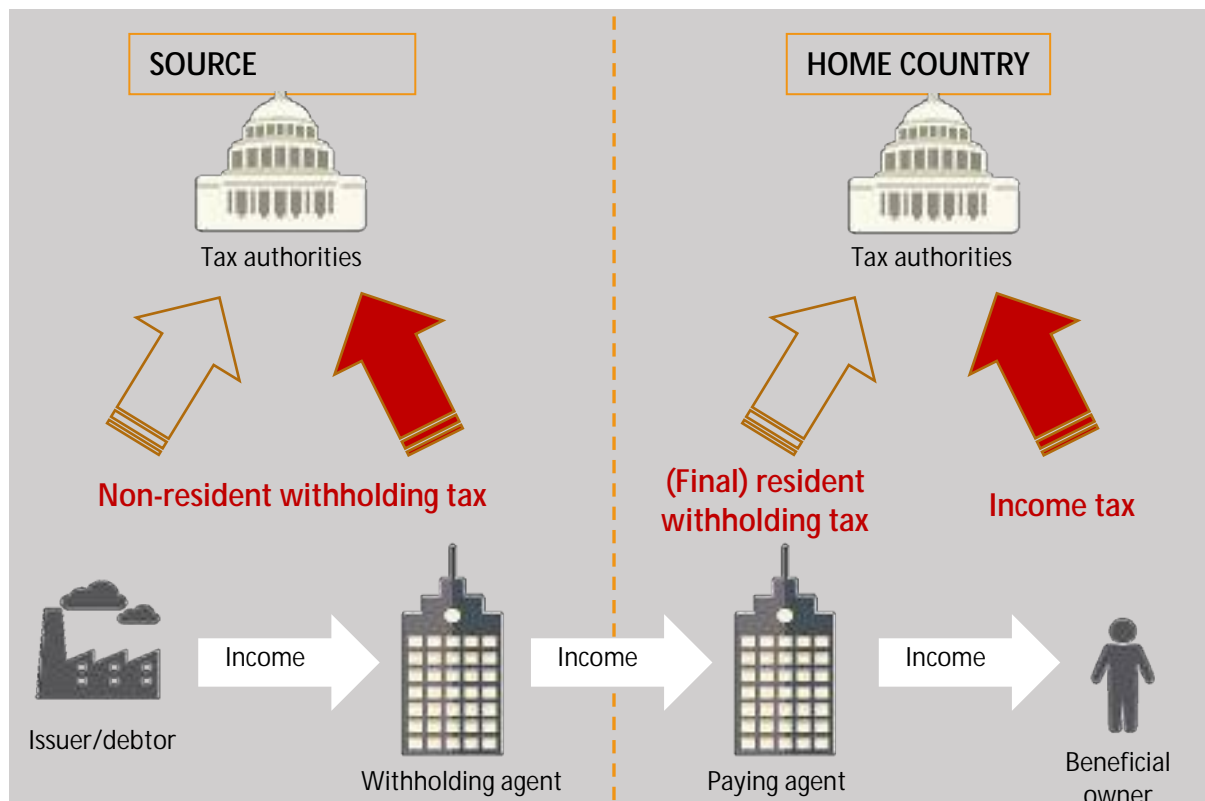 SOURCE
HOME COUNTRY
Tax authorities
Tax authorities
Non-resident withholding tax
(Final) resident
withholding tax
Income tax
Income
Income
Income
Issuer/debtor
Withholding agent
Paying agent
Beneficial
owner